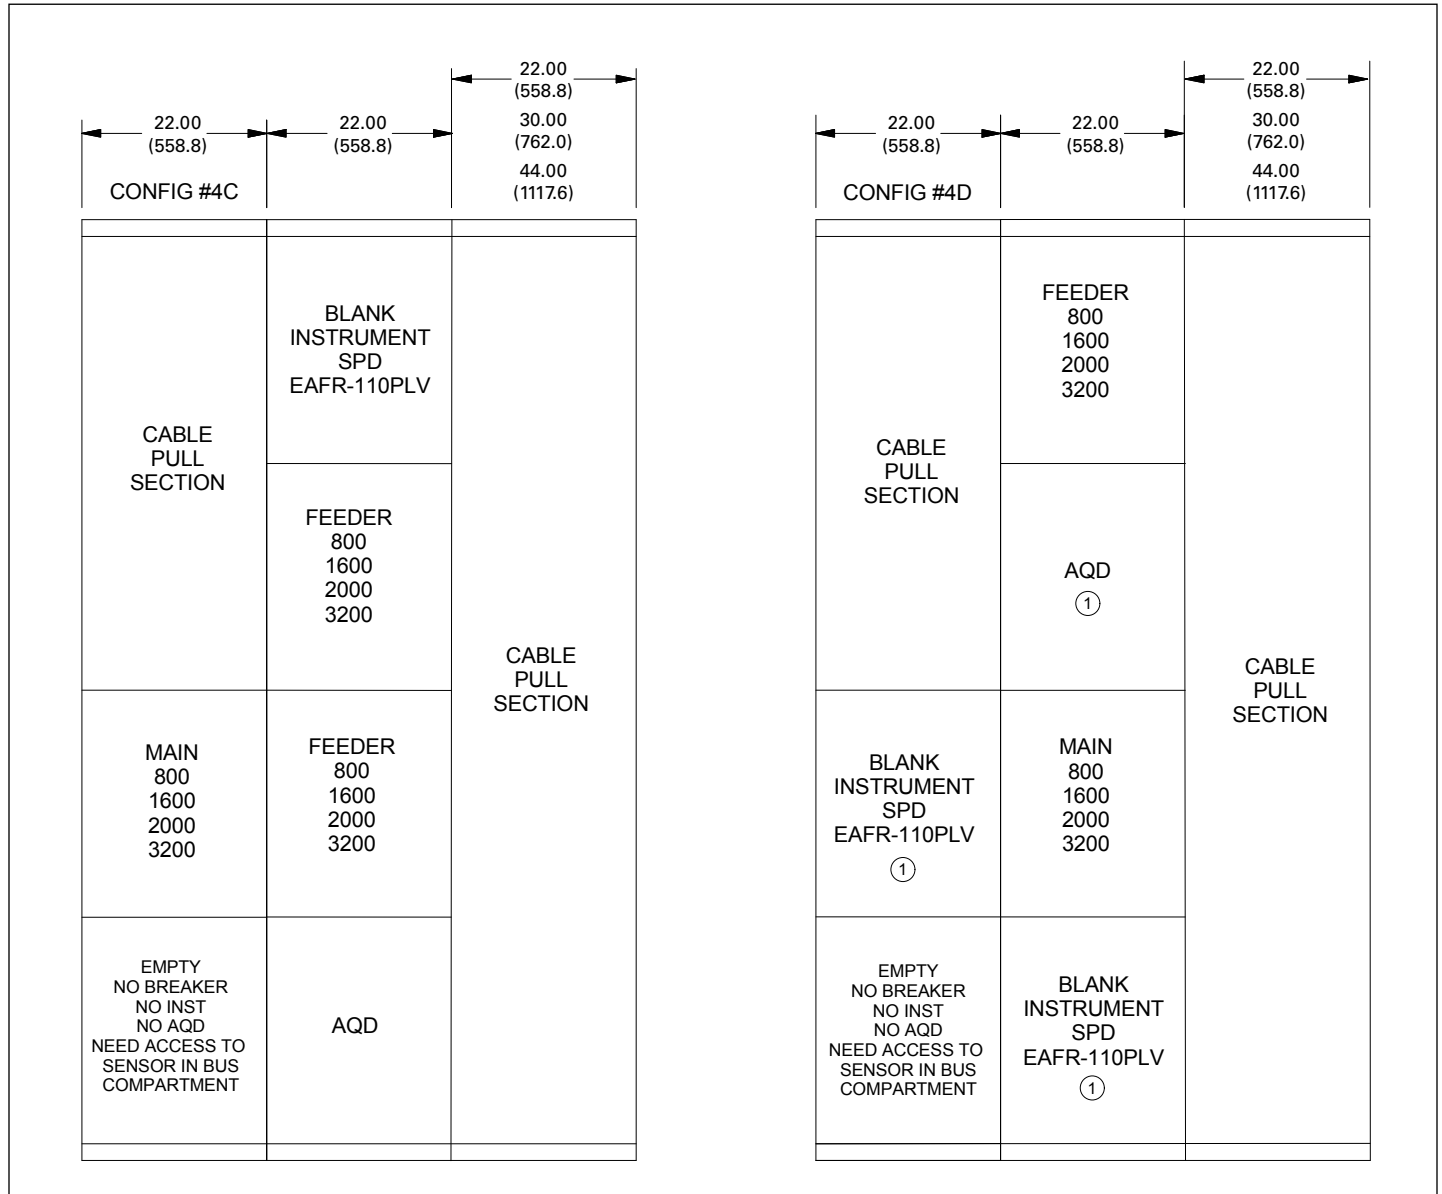 22.00
(558.8)
22.00
(558.8)
22.00
(558.8)
30.00
(762.0)
44.00
(1117.6)
CONFIG #4C
CABLE
PULL
SECTION
MAIN
800
1600
2000
3200
EMPTY
NO BREAKER
NO INST
NO AQD
NEED ACCESS TO
SENSOR IN BUS
COMPARTMENT
BLANK
INSTRUMENT
SPD
EAFR-110PLV
FEEDER
800
1600
2000
3200
FEEDER
800
1600
2000
3200
AQD
CABLE
PULL
SECTION
22.00
(558.8)
22.00
(558.8)
22.00
(558.8)
30.00
(762.0)
44.00
(1117.6)
CONFIG #4D
CABLE
PULL
SECTION
BLANK
INSTRUMENT
SPD
EAFR-110PLV
1
EMPTY
NO BREAKER
NO INST
NO AQD
NEED ACCESS TO
SENSOR IN BUS
COMPARTMENT
FEEDER
800
1600
2000
3200
AQD
1
MAIN
800
1600
2000
3200
BLANK
INSTRUMENT
SPD
EAFR-110PLV
1
CABLE
PULL
SECTION